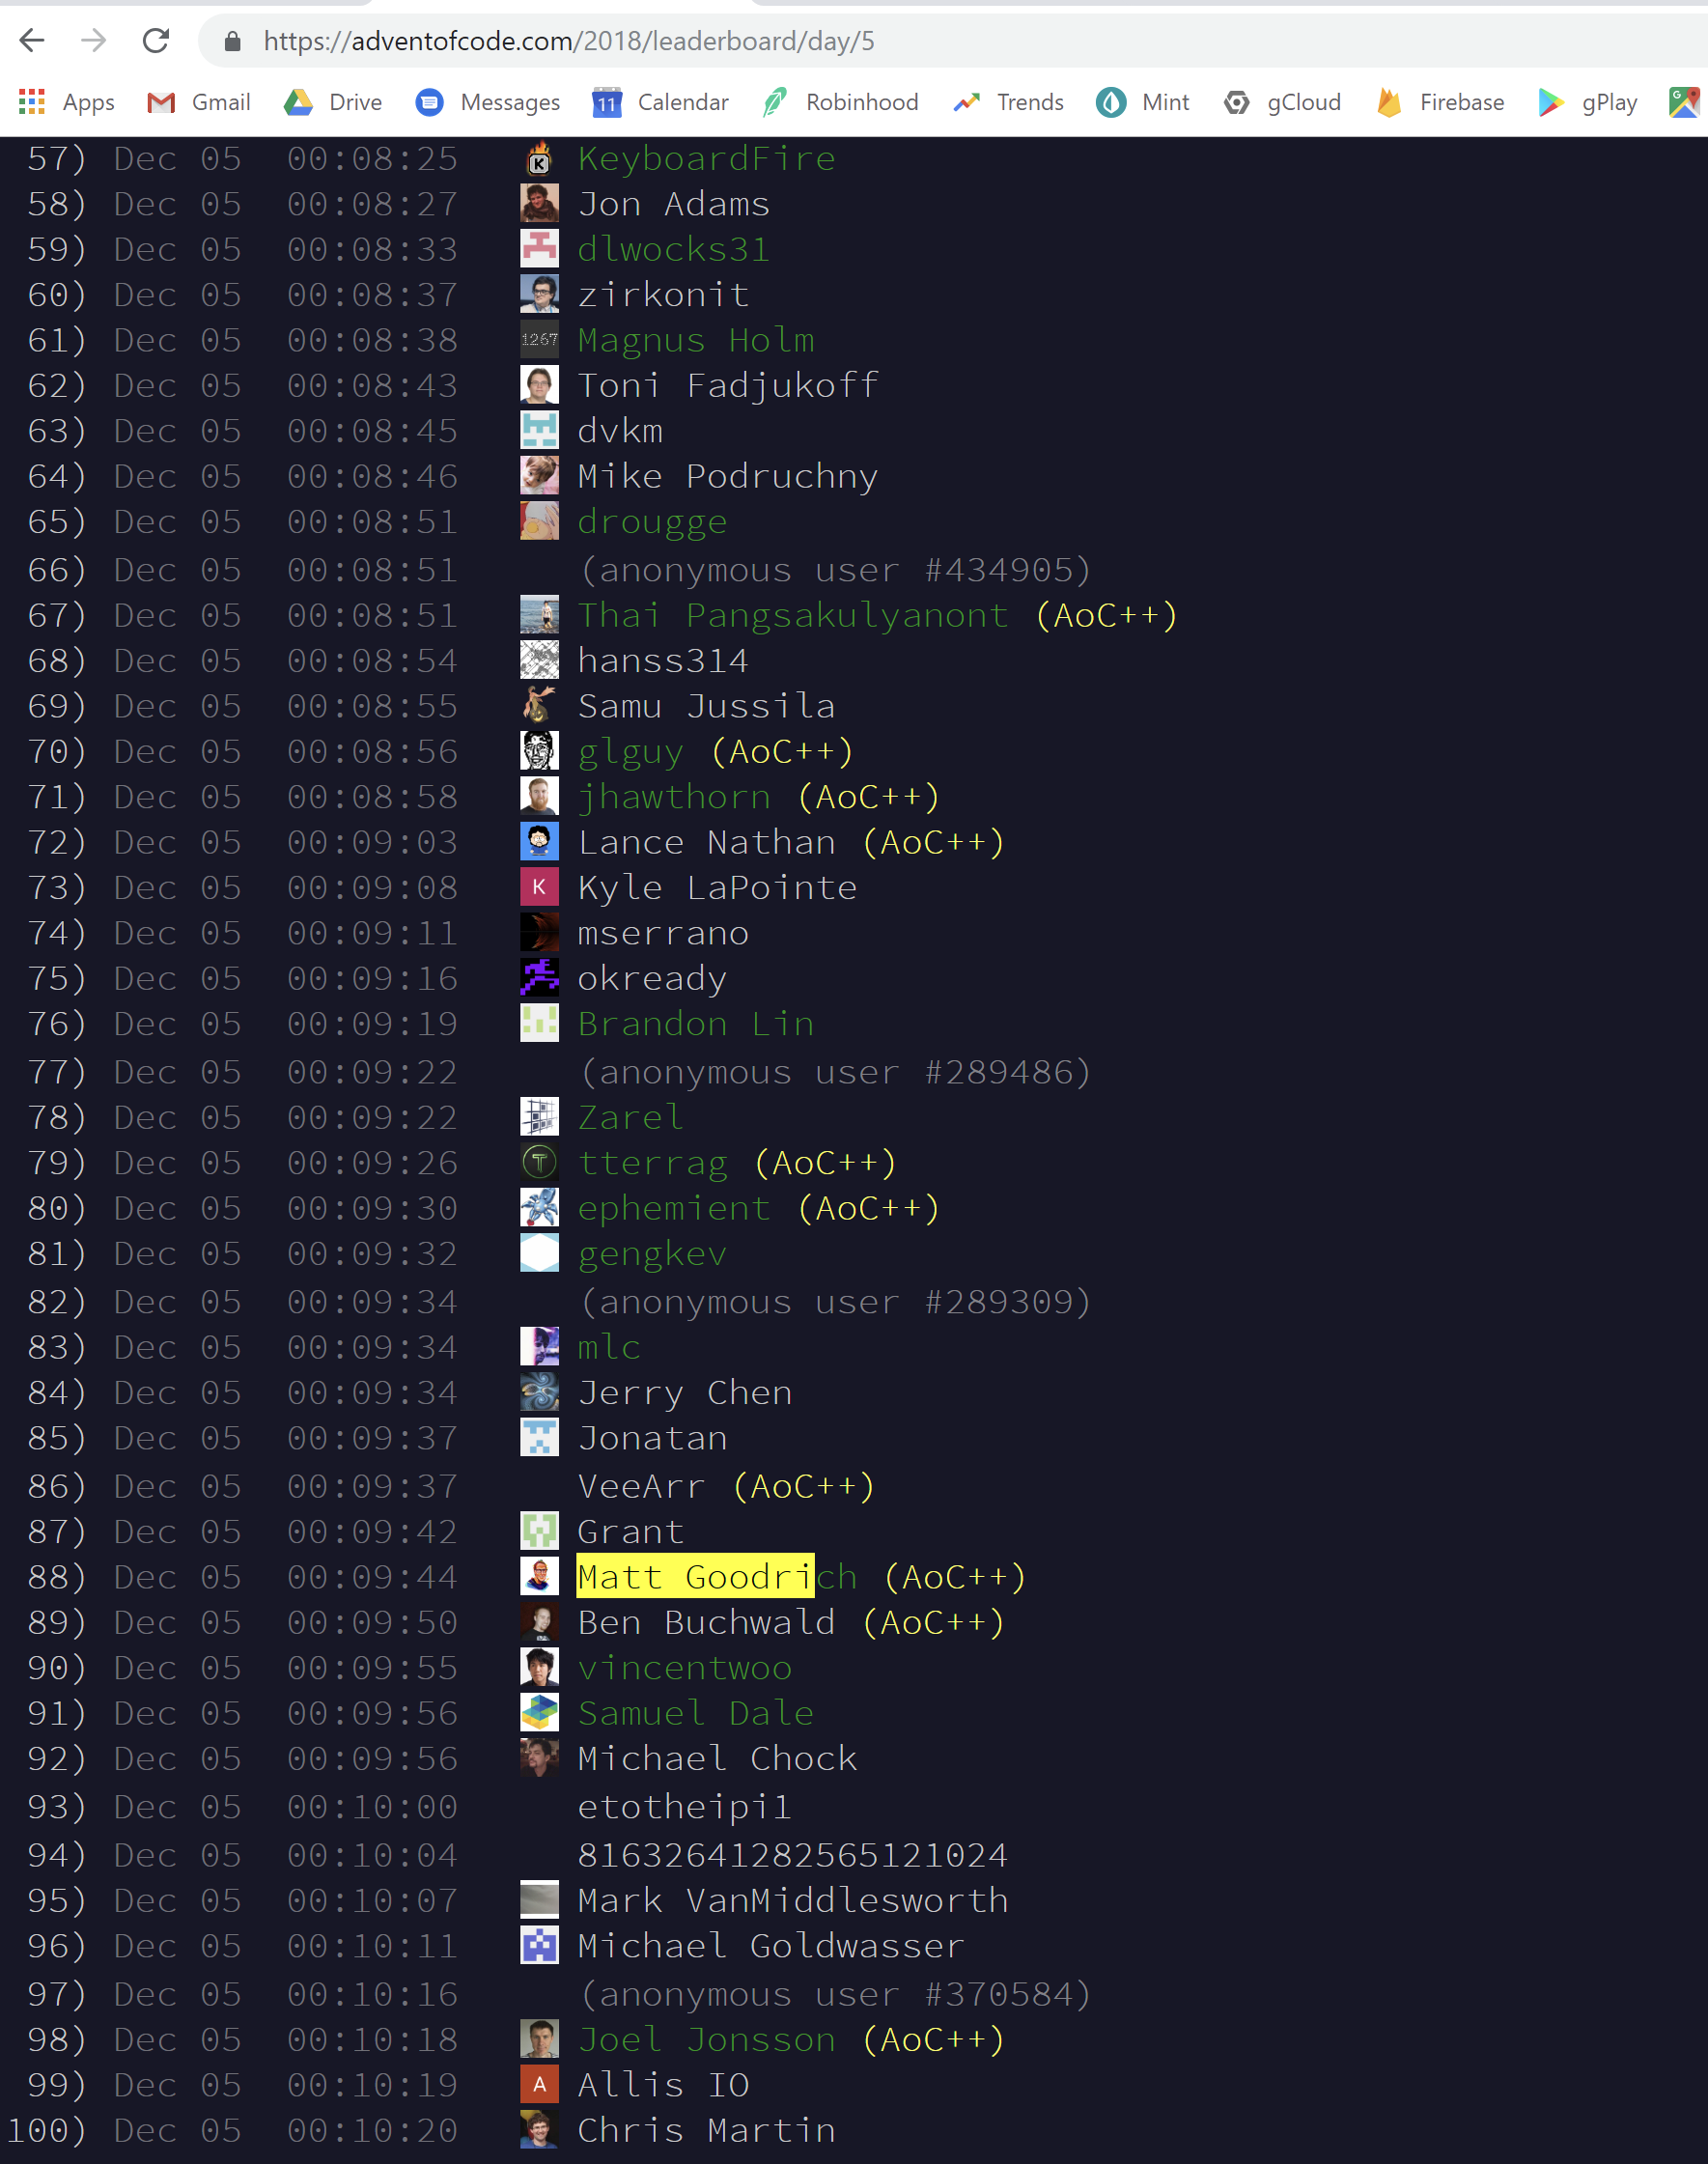 https://adventofcode.com/2018/leaderboard/day/5
Apps Gmail Drive Messages 11 Calendar Robinhood Trends Mint gCloud Firebase gPlay G
57) Dec 05 00:08:25 K KeyboardFire
58) Dec 05 00:08:27 Jon Adams
59) Dec 05 00:08:33 dlwocks31
60) Dec 05 00:08:37 zirkonit
61) Dec 05 00:08:38 1267 Magnus Holm
62) Dec 05 00:08:43 Toni Fadjukoff
63) Dec 05 00:08:45 dvkm
64) Dec 05 00:08:46 Mike Podruchny
65) Dec 05 00:08:51 drougge
66) Dec 05 00:08:51 (anonymous user #434905)
67) Dec 05 00:08:51 Thai Pangsakulyanont (AoC++)
68) Dec 05 00:08:54 hanss314
69) Dec 05 00:08:55 Samu Jussila
70) Dec 05 00:08:56 glguy (AoC++)
71) Dec 05 00:08:58 jhawthorn (AoC++)
72) Dec 05 00:09:03 Lance Nathan (AoC++)
73) Dec 05 00:09:08 K Kyle LaPointe
74) Dec 05 00:09:11 mserrano
75) Dec 05 00:09:16 okready
76) Dec 05 00:09:19 Brandon Lin
77) Dec 05 00:09:22 (anonymous user #289486)
78) Dec 05 00:09:22 Zarel
79) Dec 05 00:09:26 T tterrag (AoC++)
80) Dec 05 00:09:30 ephemient (AoC++)
81) Dec 05 00:09:32 gengkev
82) Dec 05 00:09:34 (anonymous user #289309)
83) Dec 05 00:09:34 mlc
84) Dec 05 00:09:34 Jerry Chen
85) Dec 05 00:09:37 Jonatan
86) Dec 05 00:09:37 VeeArr (AoC++)
87) Dec 05 00:09:42 Grant
88) Dec 05 00:09:44 Matt Goodrich (AoC++)
89) Dec 05 00:09:50 Ben Buchwald (AoC++)
90) Dec 05 00:09:55 vincentwoo
91) Dec 05 00:09:56 Samuel Dale
92) Dec 05 00:09:56 Michael Chock
93) Dec 05 00:10:00 etotheipi1
94) Dec 05 00:10:04 81632641282565121024
95) Dec 05 00:10:07 Mark VanMiddlesworth
96) Dec 05 00:10:11 Michael Goldwasser
97) Dec 05 00:10:16 (anonymous user #370584)
98) Dec 05 00:10:18 Joel Jonsson (AoC++)
99) Dec 05 00:10:19 A Allis IO
100) Dec 05 00:10:20 Chris Martin